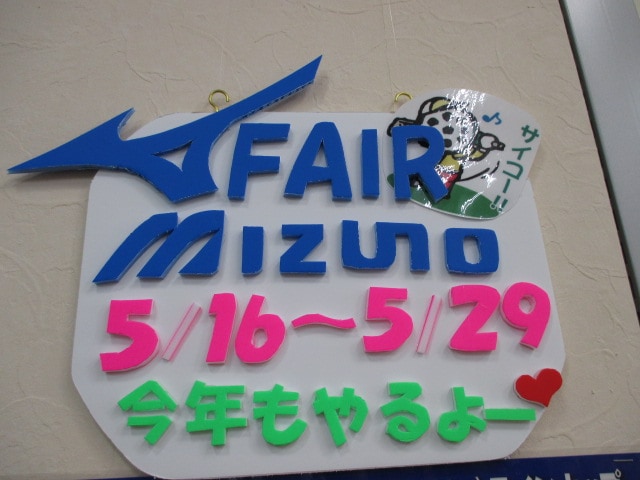 FAIR
サイコー!!
mizuno
5/16～5/29
今年もやるよー